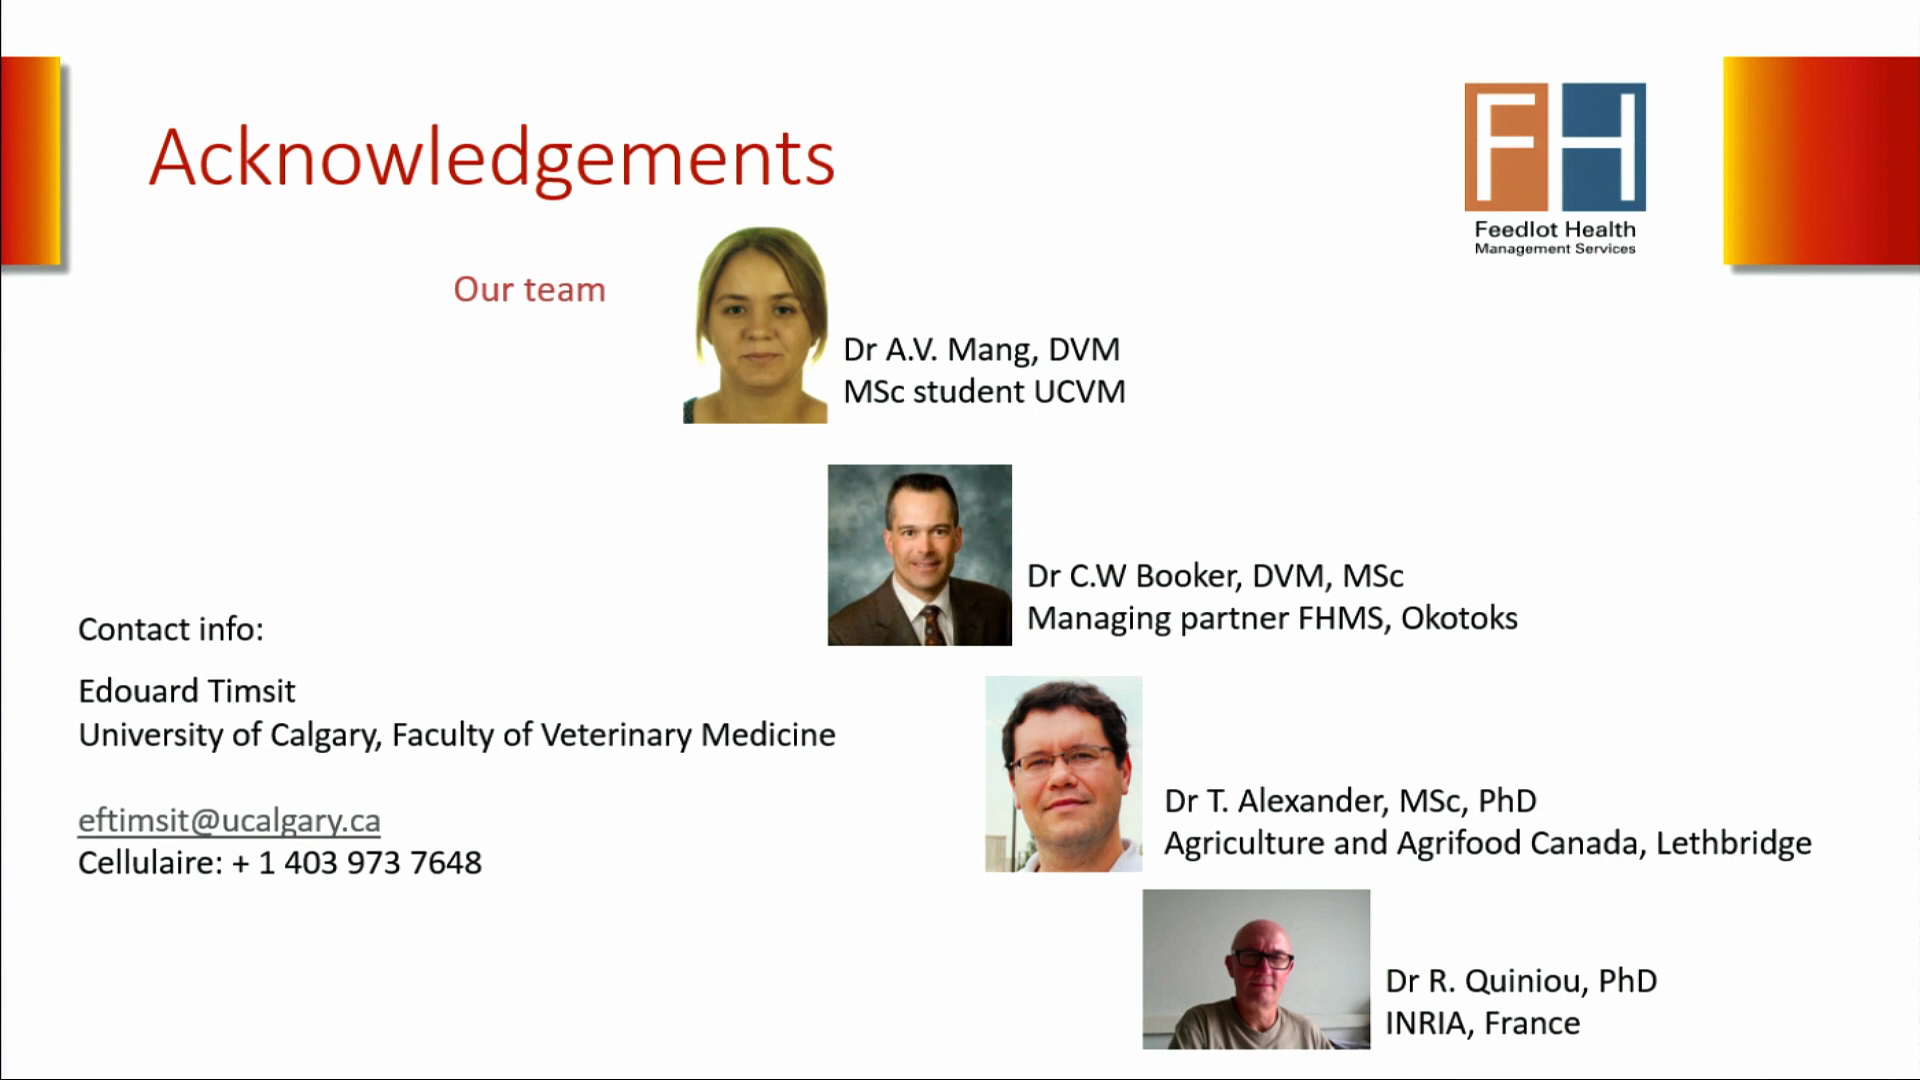 Acknowledgements
FH
Feedlot Health
Management Services
Our team
Dr A.V. Mang, DVM
MSc student UCVM
Dr C.W Booker, DVM, MSc
Managing partner FHMS, Okotoks
Contact info:
Edouard Timsit
University of Calgary, Faculty of Veterinary Medicine
eftimsit@ucalgary.ca
Cellulaire: + 1 403 973 7648
Dr T. Alexander, MSc, PhD
Agriculture and Agrifood Canada, Lethbridge
Dr R. Quiniou, PhD
INRIA, France